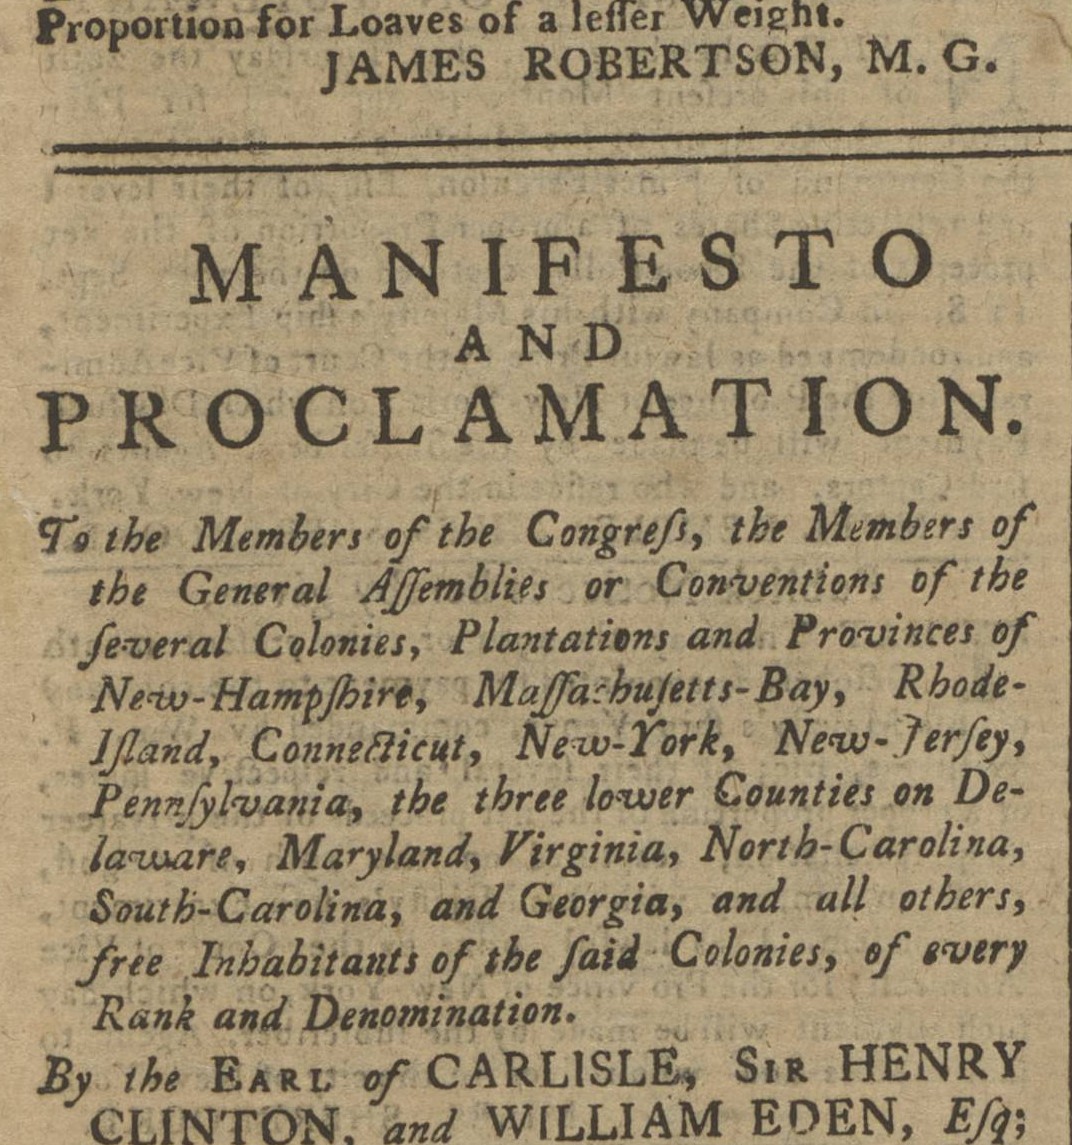 Proportion for Loaves of a leſſer Weight.
JAMES ROBERTSON, M. G.
MANIFESTO
AND
PROCLAMATION.
To the Members of the Congreſs, the Members of
the General Aſſemblies or Conventions of the
ſeveral Colonies, Plantations and Provinces of
New-Hampſhire, Maſſachuſetts-Bay, Rhode-
Iſland, Connecticut, New-York, New-Jerſey,
Pennſylvania, the three lower Counties on De-
laware, Maryland, Virginia, North-Carolina,
South-Carolina, and Georgia, and all others,
free Inhabitants of the ſaid Colonies, of every
Rank and Denomination.
By the EARL of CARLISLE, SIR HENRY
CLINTON, and WILLIAM EDEN, Eſq;